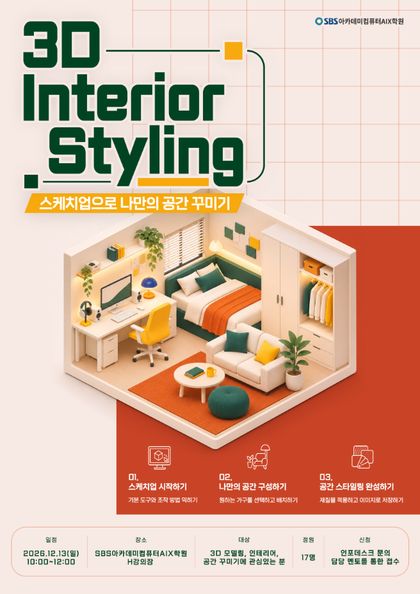 SBS아카데미컴퓨터AIX학원
3D
Interior
Styling
스케치업으로 나만의 공간 꾸미기
01.
스케치업 시작하기
기본 도구와 조작 방법 익히기
02.
나만의 공간 구성하기
원하는 가구를 선택하고 배치하기
03.
공간 스타일링 완성하기
재질을 적용하고 이미지로 저장하기
일정
2026.12.13(일)
10:00~12:00
장소
SBS아카데미컴퓨터AIX학원
H강의장
대상
3D 모델링, 인테리어,
공간 꾸미기에 관심있는 분
정원
17명
신청
인포데스크 문의
담당 멘토를 통한 접수